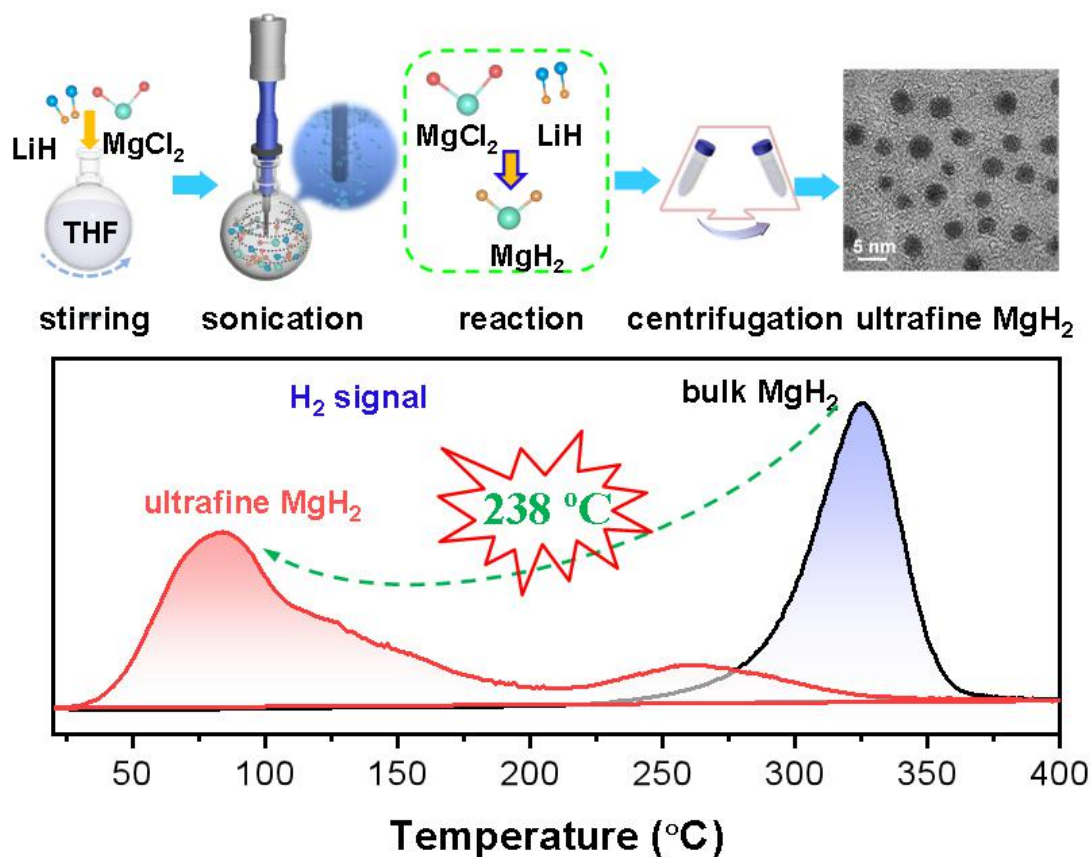 LiH
MgCl₂
THF
MgCl₂
LiH
MgH₂
5 nm
stirring
sonication
reaction
centrifugation
ultrafine MgH₂
H₂ signal
bulk MgH₂
ultrafine MgH₂
238 °C
50 100 150 200 250 300 350 400
Temperature (°C)